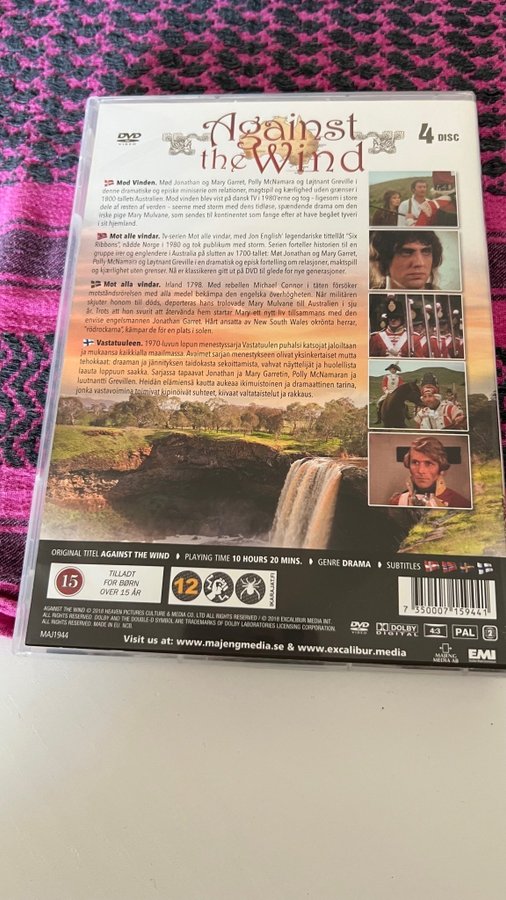 Against
the Wind
4 DISC
DVD
VIDEO
Mod Vinden. Mød Jonathan og Mary Garret, Polly McNamara og Løjtnant Greville i
denne dramatiske og episke miniserie om relationer, magtspil og kærlighed uden grænser i
1800 tallets Australien. Mod vinden blev vist på dansk TV i 1980'erne og tog - ligesom i store
dele af resten af verden - seerne med storm med dens tidløse, spændende drama om den
irske pige Mary Mulvane, som sendes til kontinentet som fange efter at have begået tyveri
i sit hjemland.
Mot alle vindar. Tv-serien Mot alle vindar, med Jon English' legendariske tittellåt "Six
Ribbons", nådde Norge i 1980 og tok publikum med storm. Serien forteller historien til en
gruppe irer og englendere i Australia på slutten av 1700 tallet. Møt Jonathan og Mary Garret,
Polly McNamara og Løjtnant Greville i en dramatisk og episk fortelling om relasjoner, maktspill
og kjærlighet uten grenser. Nå er klassikeren gitt ut på DVD til glede for nye generasjoner.
Mot alla vindar. Irland 1798. Med rebellen Michael Connor i täten försöker
motståndsrörelsen med alla medel bekämpa den engelska överhögheten. När militären
skjuter honom till döds, deporteras hans trolovade Mary Mulvane till Australien i sju
år. Trots att hon svurit att återvända hem startar Mary ett nytt liv tillsammans med den
envise engelsmannen Jonathan Garret. Hårt ansatta av New South Wales okrönta herrar,
"rödrockarna", kämpar de för en plats i solen.
Vastatuuleen. 1970-luvun lopun menestyssarja Vastatuuleen puhalsi katsojat jaloiltaan
ja mukaansa kaikkialla maailmassa. Avaimet sarjan menestykseen olivat yksinkertaiset mutta
tehokkaat: draaman ja jännityksen taidokasta sekoittamista, vahvat näyttelijät ja huolellista
laauta loppuun saakka. Sarjassa tapaavat Jonathan ja Mary Garretin, Polly McNamaran ja
luutnantti Grevillen. Heidän elämiensä kautta aukeaa ikimuistoinen ja dramaattinen tarina,
jonka vastavoimina toimivat kipinöivät suhteet, kiivaat valtataistelut ja rakkaus.
ORIGINAL TITEL AGAINST THE WIND PLAYING TIME 10 HOURS 20 MINS. GENRE DRAMA SUBTITLES
15
TILLADT
FOR BØRN
OVER 15 ÅR
12
IKARAJAT.FI
7 350007 159441
AGAINST THE WIND © 2018 HEAVEN PICTURES CULTURE & MEDIA CO. LTD ALL RIGHTS RESERVED. / © 2018 EXCALIBUR MEDIA INT.
ALL RIGHTS RESERVED. DOLBY AND THE DOUBLE-D SYMBOL ARE TRADEMARKS OF DOLBY LABORATORIES LICENSING CORPORATION.
ALL RIGHTS RESERVED. MADE IN EU. NCB.
MAJ1944
Visit us at: www.majengmedia.se & www.excalibur.media
DVD
VIDEO
DOLBY
DIGITAL
4:3
PAL
2
MAJENG
MEDIA AB
EMI